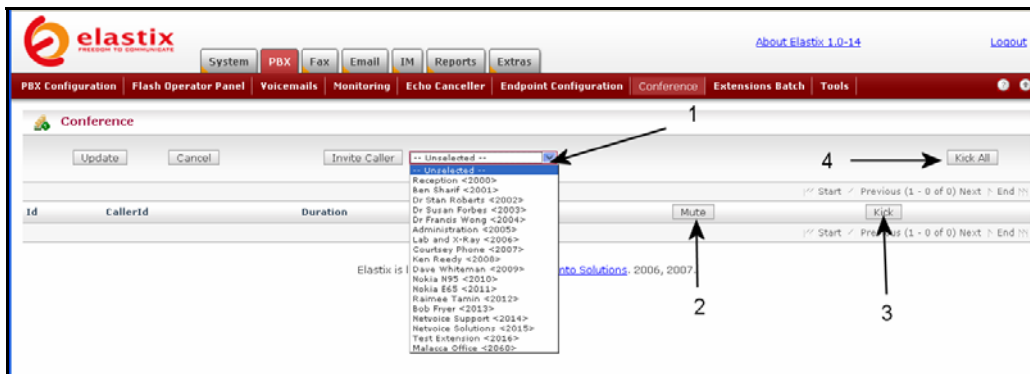 elastix
FREEDOM TO COMMUNICATE
About Elastix 1.0-14
Logout
System PBX Fax Email IM Reports Extras
PBX Configuration Flash Operator Panel Voicemails Monitoring Echo Canceller Endpoint Configuration Conference Extensions Batch Tools
Conference
1
Update Cancel Invite Caller -- Unselected -- 4 Kick All
-- Unselected --
Reception <2000>
Ben Sharif <2001>
Dr Stan Roberts <2002>
Dr Susan Forbes <2003>
Dr Francis Wong <2004>
Administration <2005>
Lab and X-Ray <2006>
Courtsey Phone <2007>
Ken Reedy <2008>
Dave Whiteman <2009>
Nokia N95 <2010>
Nokia E65 <2011>
Raimee Tamin <2012>
Bob Fryer <2013>
Netvoice Support <2014>
Netvoice Solutions <2015>
Test Extension <2016>
Malacca Office <2060>
Start Previous (1 - 0 of 0) Next End
Id CallerId Duration Mute Kick
Start Previous (1 - 0 of 0) Next End
Elastix is nto Solutions. 2006, 2007.
2
3